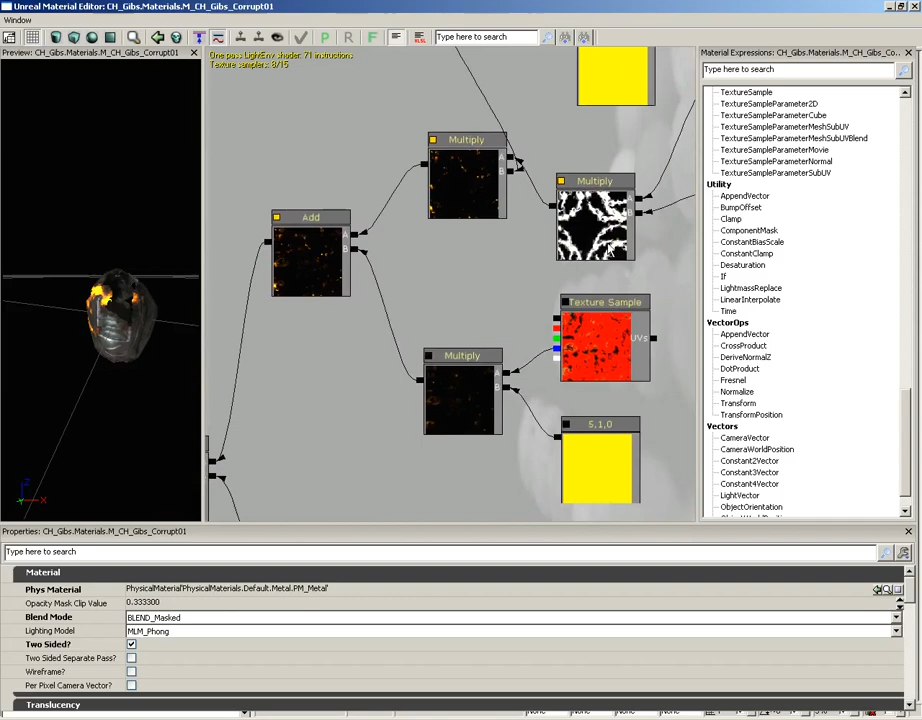 Unreal Material Editor: CH_Gibs.Materials.M_CH_Gibs_Corrupt01
Window
P
R
F
HLSL
Type here to search
Preview: CH_Gibs.Materials.M_CH_Gibs_Corrupt01
One pass LightEnv shader: 71 instructions
Texture samplers: 8/15
Multiply
A
B
Multiply
A
B
Add
A
B
Texture Sample
UVs
Multiply
A
B
5,1,0
Z
X
Material Expressions: CH_Gibs.Materials.M_CH_Gibs_Co...
Type here to search
TextureSample
TextureSampleParameter2D
TextureSampleParameterCube
TextureSampleParameterMeshSubUV
TextureSampleParameterMeshSubUVBlend
TextureSampleParameterMovie
TextureSampleParameterNormal
TextureSampleParameterSubUV
Utility
AppendVector
BumpOffset
Clamp
ComponentMask
ConstantBiasScale
ConstantClamp
Desaturation
If
LightmassReplace
LinearInterpolate
Time
VectorOps
AppendVector
CrossProduct
DeriveNormalZ
DotProduct
Fresnel
Normalize
Transform
TransformPosition
Vectors
CameraVector
CameraWorldPosition
Constant2Vector
Constant3Vector
Constant4Vector
LightVector
ObjectOrientation
Properties: CH_Gibs.Materials.M_CH_Gibs_Corrupt01
Type here to search
Material
Phys Material PhysicalMaterial'PhysicalMaterials.Default.Metal.PM_Metal'
Opacity Mask Clip Value 0.333300
Blend Mode BLEND_Masked
Lighting Model MLM_Phong
Two Sided?
Two Sided Separate Pass?
Wireframe?
Per Pixel Camera Vector?
Translucency